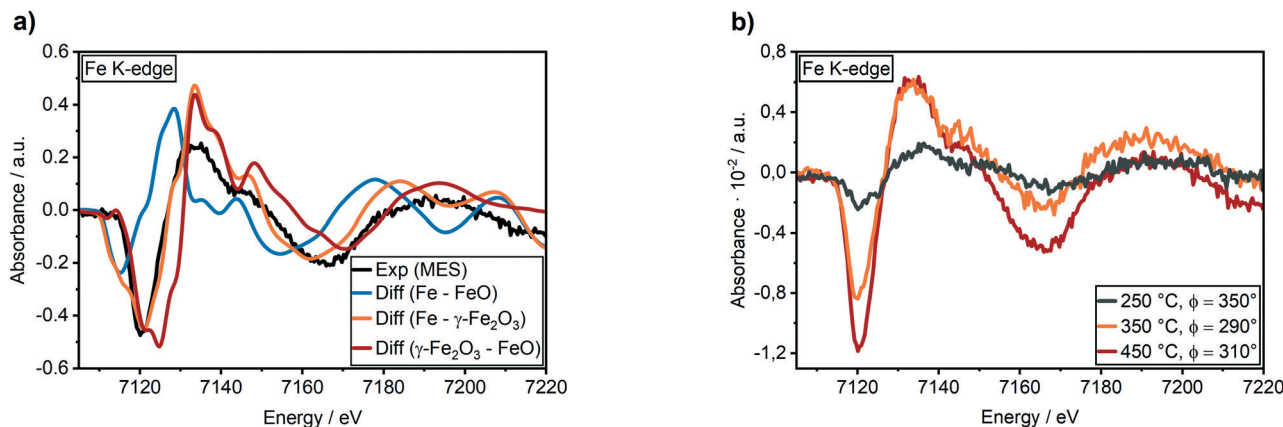 a)
Fe K-edge
Absorbance / a.u.
0.6
0.4
0.2
0.0
-0.2
-0.4
-0.6
Exp (MES)
Diff (Fe - FeO)
Diff (Fe - γ-Fe₂O₃)
Diff (γ-Fe₂O₃ - FeO)
7120 7140 7160 7180 7200 7220
Energy / eV
b)
Fe K-edge
Absorbance · 10⁻² / a.u.
0,8
0,4
0,0
-0,4
-0,8
-1,2
250 °C, ϕ = 350°
350 °C, ϕ = 290°
450 °C, ϕ = 310°
7120 7140 7160 7180 7200 7220
Energy / eV